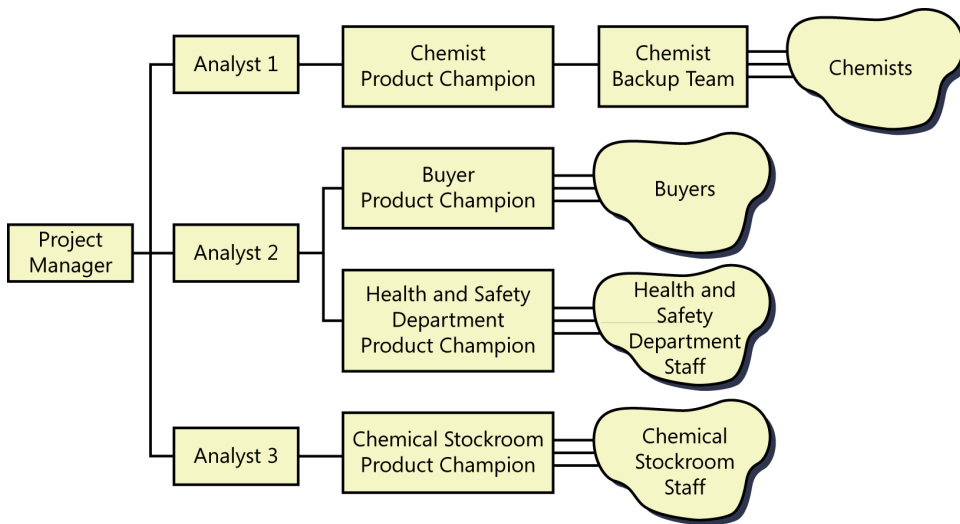 Analyst 1
Chemist
Product Champion
Chemist
Backup Team
Chemists
Buyer
Product Champion
Buyers
Project
Manager
Analyst 2
Health and Safety
Department
Product Champion
Health and
Safety
Department
Staff
Analyst 3
Chemical Stockroom
Product Champion
Chemical
Stockroom
Staff